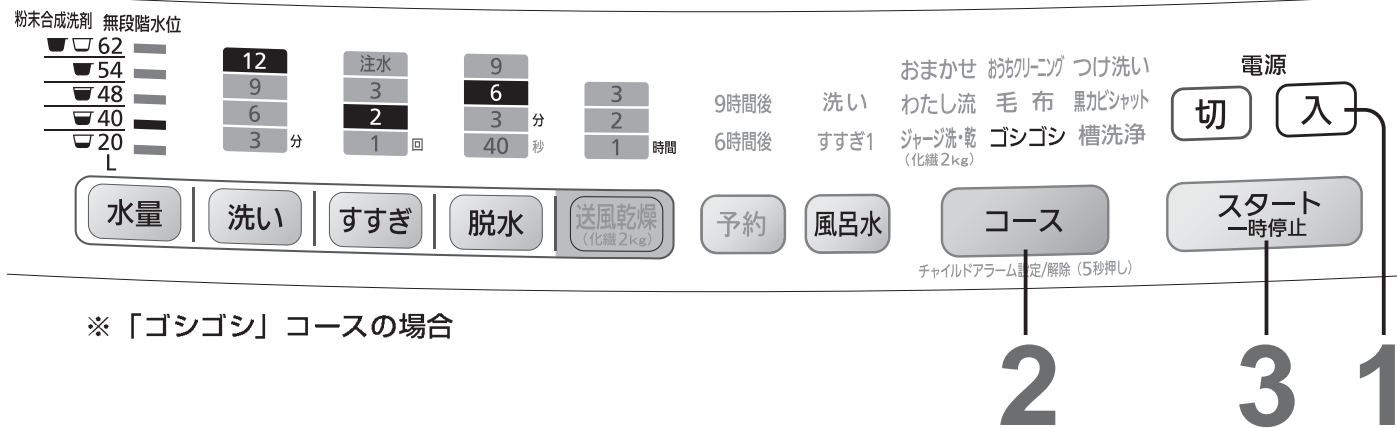 粉末合成洗剤 無段階水位
62
54
48
40
20
L
12
9
6
3 分
注水
3
2
1 回
9
6
3 分
40 秒
3
2
1 時間
9時間後
6時間後
洗い
すすぎ1
おまかせ おうちクリーニング つけ洗い
わたし流 毛布 黒カビシャット
ジャージ洗・乾 ゴシゴシ 槽洗浄
(化繊2kg)
電源
切 入
水量 洗い すすぎ 脱水 送風乾燥
(化繊2kg)
予約 風呂水 コース スタート
一時停止
チャイルドアラーム設定/解除(5秒押し)
※「ゴシゴシ」コースの場合
2 3 1